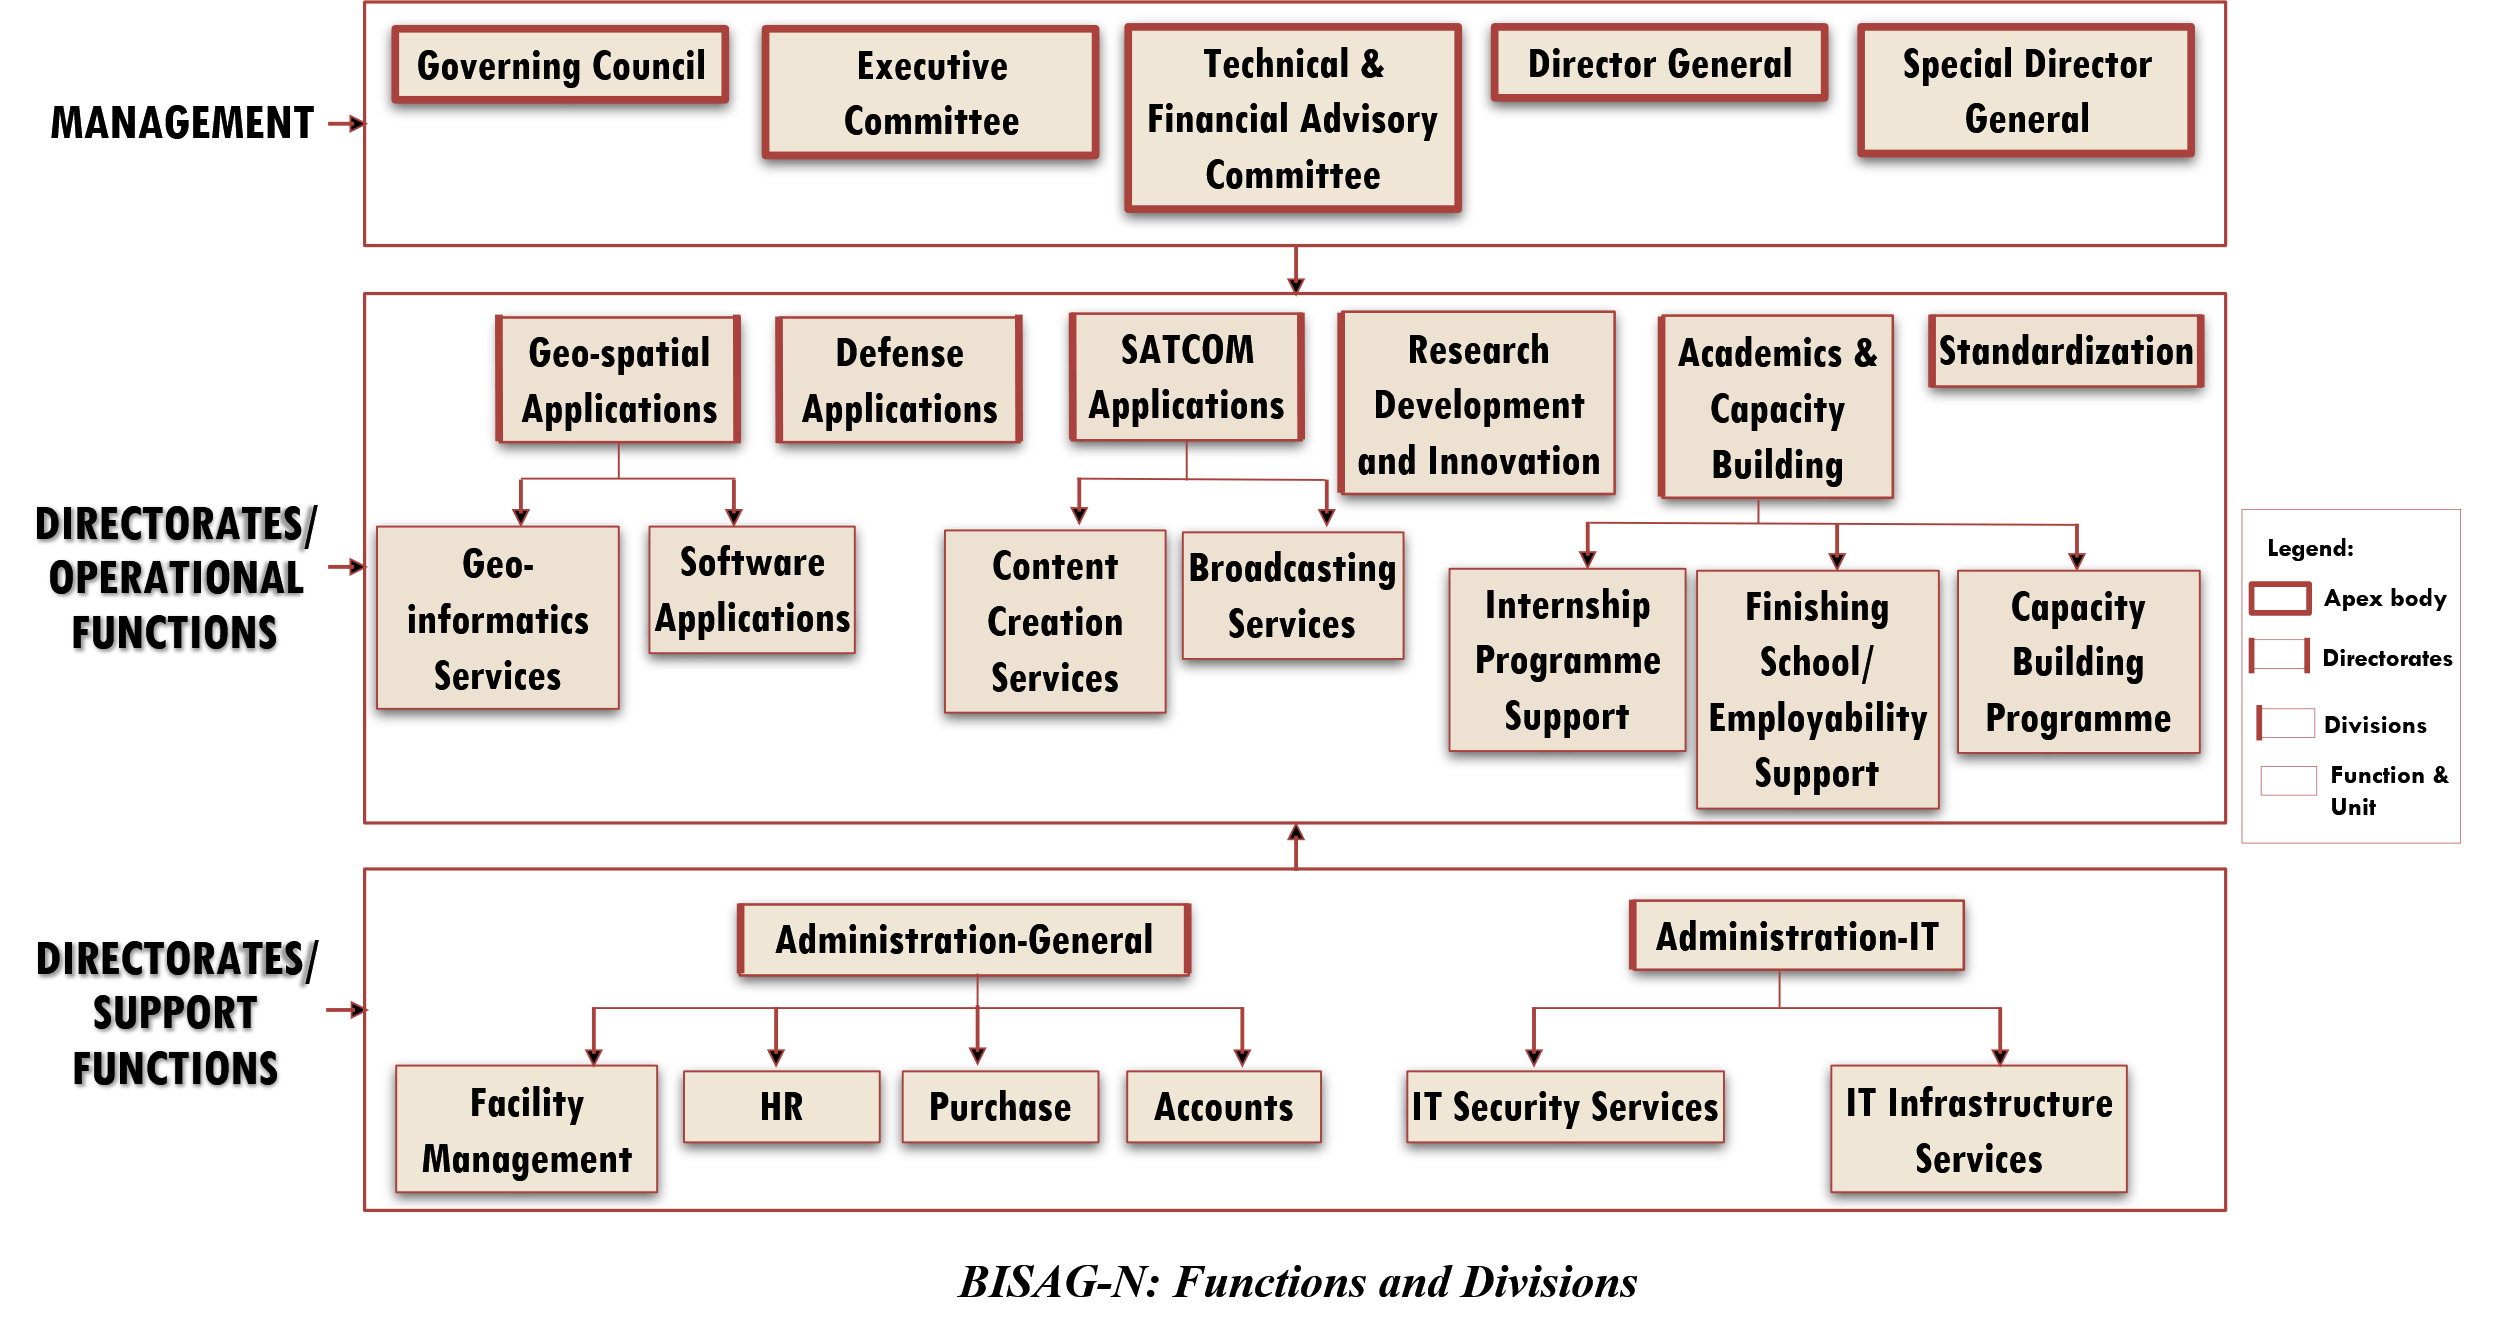 MANAGEMENT
Governing Council
Executive
Committee
Technical &
Financial Advisory
Committee
Director General
Special Director
General
DIRECTORATES/
OPERATIONAL
FUNCTIONS
Geo-spatial
Applications
Defense
Applications
SATCOM
Applications
Research
Development
and Innovation
Academics &
Capacity
Building
Standardization
Geo-
informatics
Services
Software
Applications
Content
Creation
Services
Broadcasting
Services
Internship
Programme
Support
Finishing
School/
Employability
Support
Capacity
Building
Programme
Legend:
Apex body
Directorates
Divisions
Function &
Unit
DIRECTORATES/
SUPPORT
FUNCTIONS
Administration-General
Administration-IT
Facility
Management
HR
Purchase
Accounts
IT Security Services
IT Infrastructure
Services
BISAG-N: Functions and Divisions